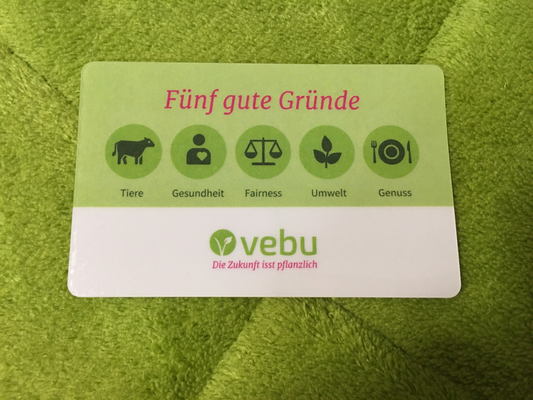 Fünf gute Gründe
Tiere Gesundheit Fairness Umwelt Genuss
vebu
Die Zukunft isst pflanzlich